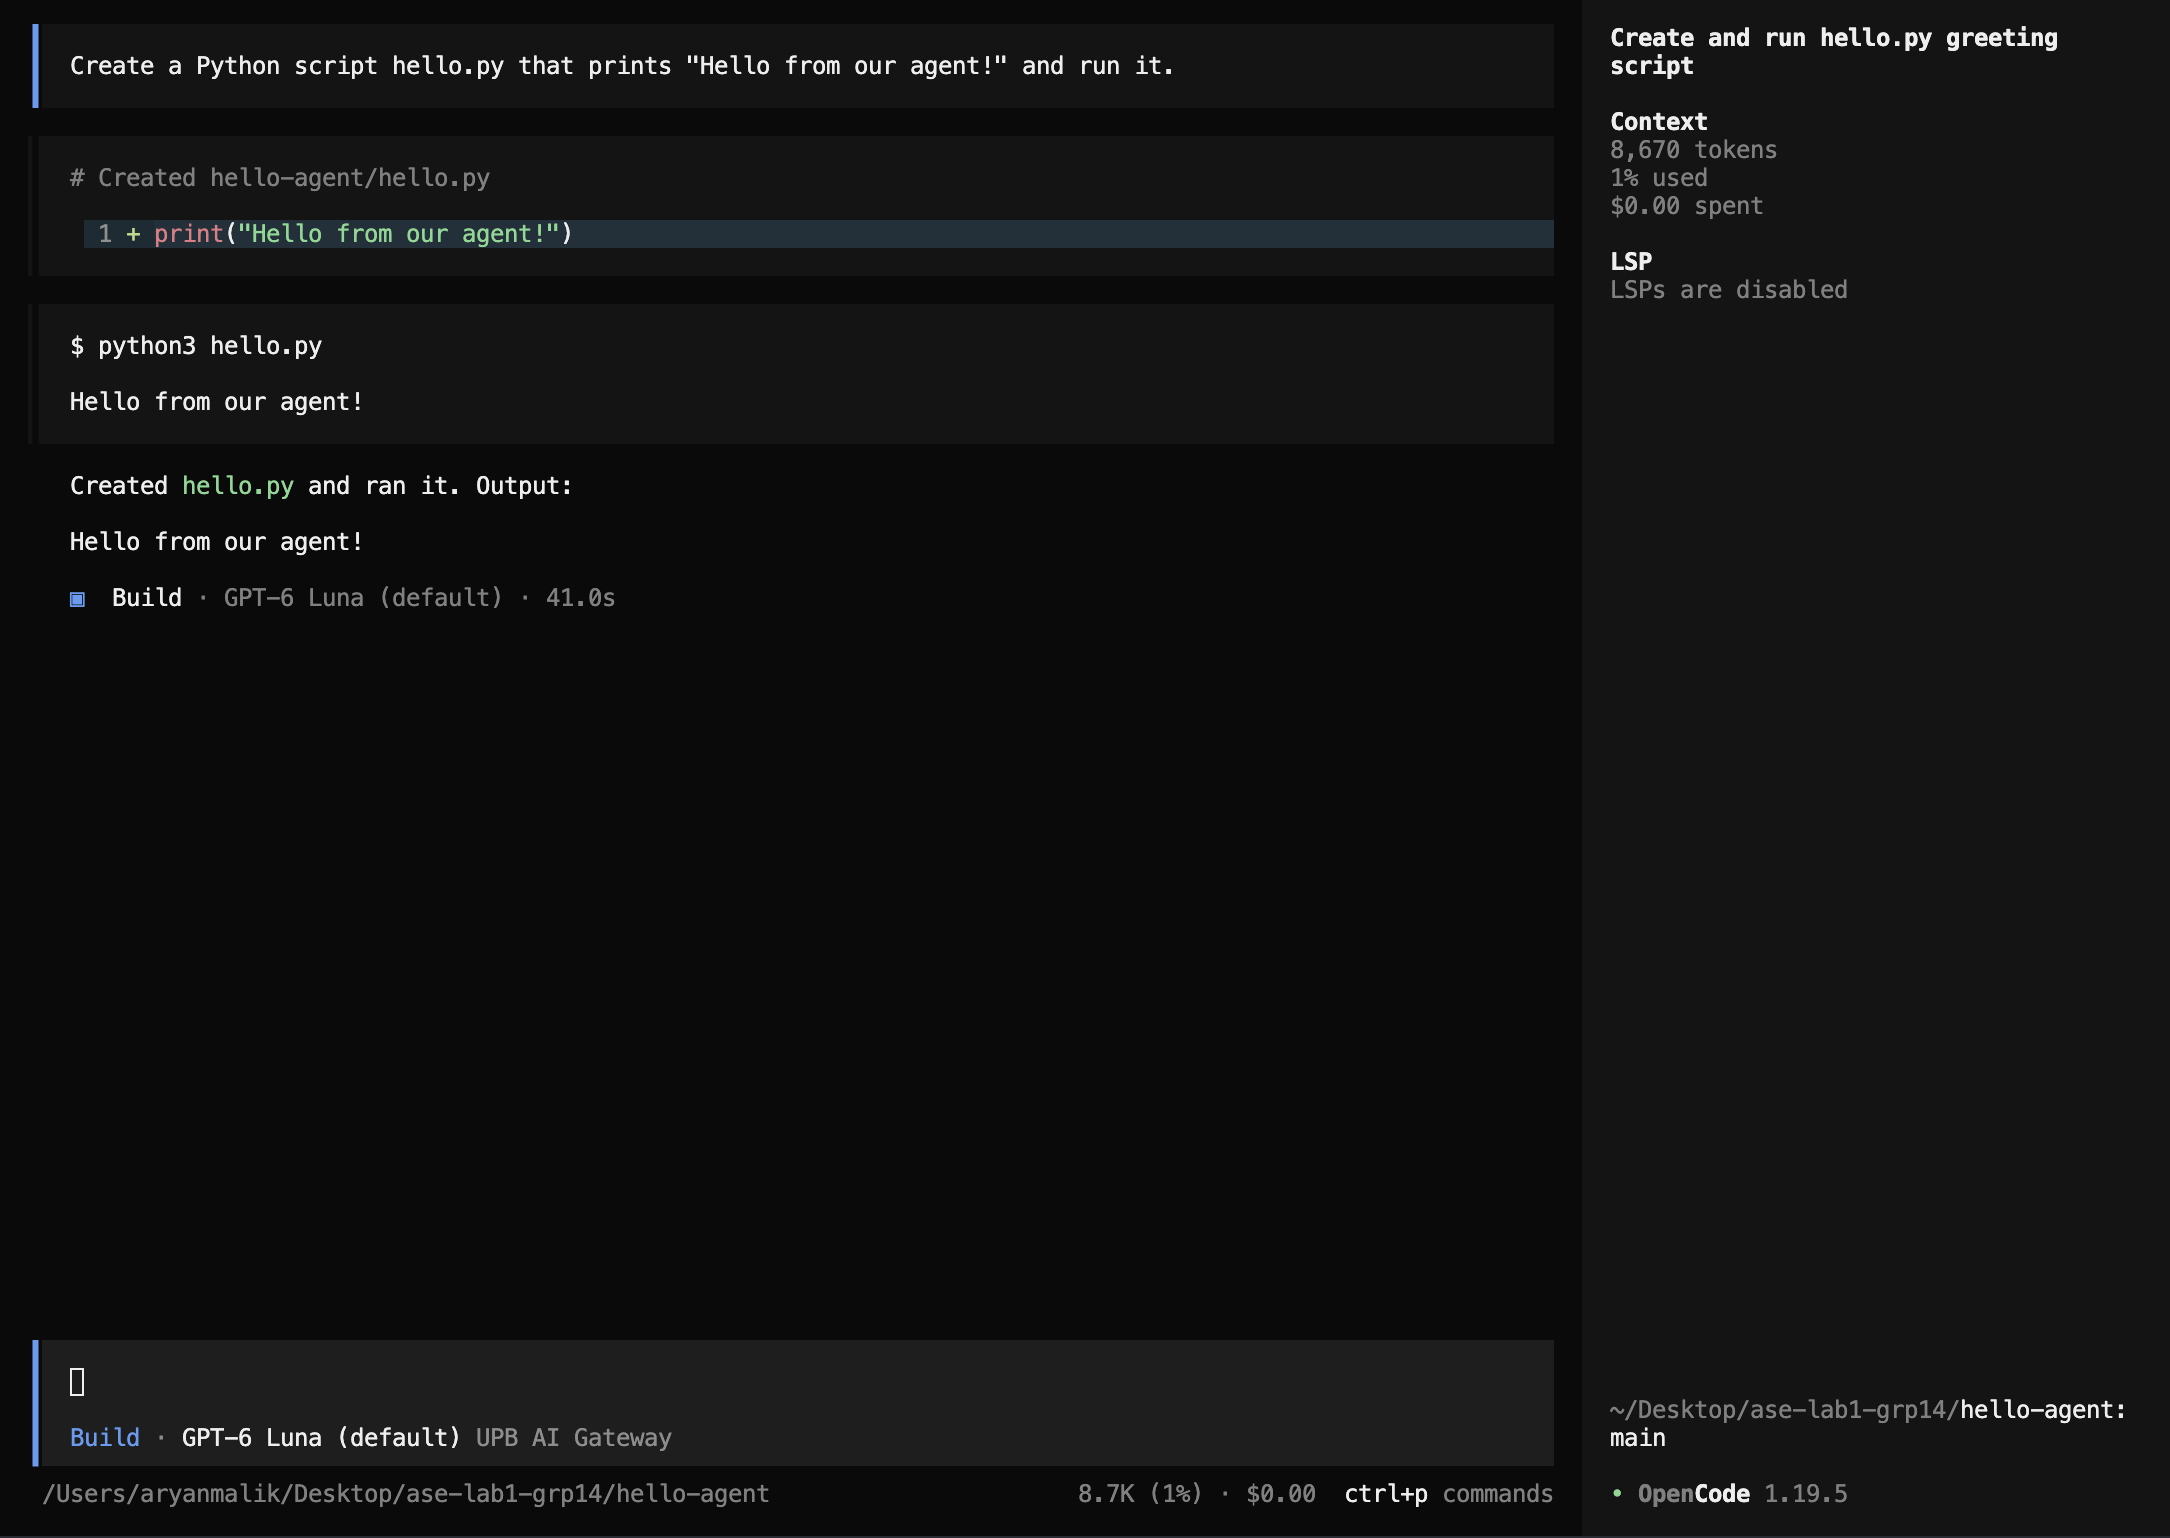 Create a Python script hello.py that prints "Hello from our agent!" and run it.
# Created hello-agent/hello.py
1 + print("Hello from our agent!")
$ python3 hello.py
Hello from our agent!
Created hello.py and ran it. Output:
Hello from our agent!
▣ Build · GPT-6 Luna (default) · 41.0s
Build · GPT-6 Luna (default) UPB AI Gateway
/Users/aryanmalik/Desktop/ase-lab1-grp14/hello-agent
8.7K (1%) · $0.00 ctrl+p commands
Create and run hello.py greeting
script
Context
8,670 tokens
1% used
$0.00 spent
LSP
LSPs are disabled
~/Desktop/ase-lab1-grp14/hello-agent:
main
• OpenCode 1.19.5